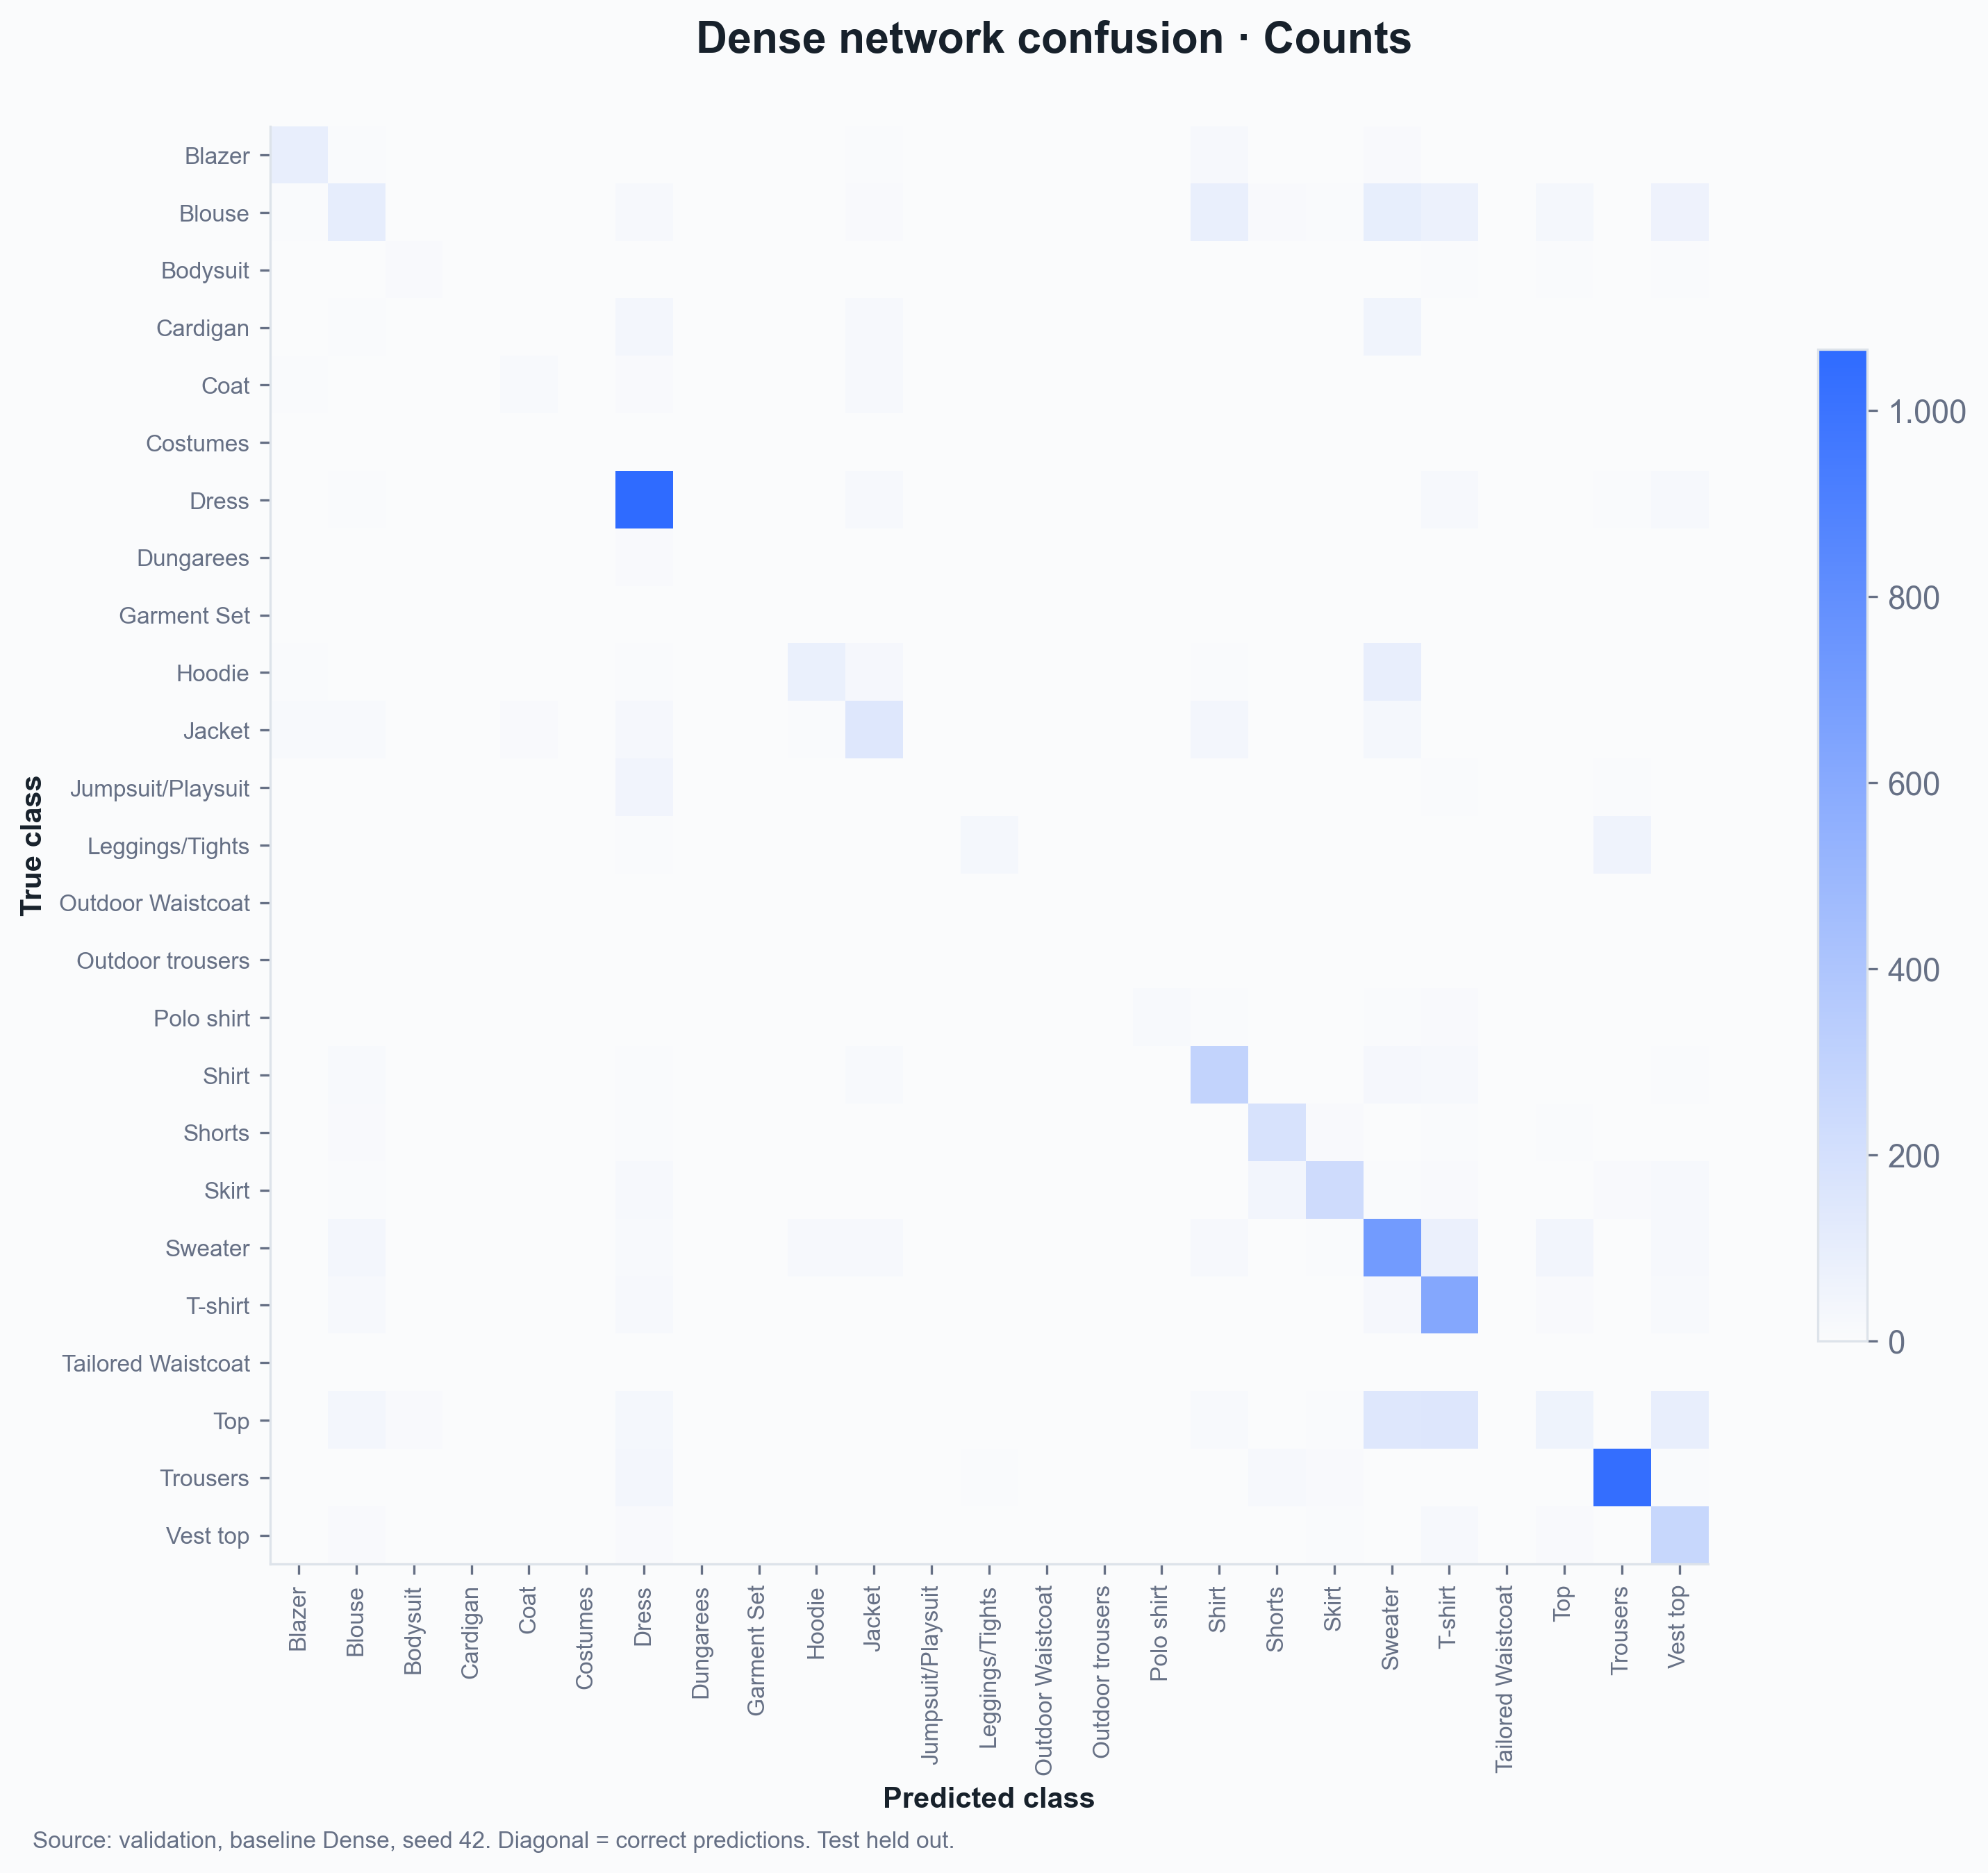 Dense network confusion · Counts
True class
Blazer
Blouse
Bodysuit
Cardigan
Coat
Costumes
Dress
Dungarees
Garment Set
Hoodie
Jacket
Jumpsuit/Playsuit
Leggings/Tights
Outdoor Waistcoat
Outdoor trousers
Polo shirt
Shirt
Shorts
Skirt
Sweater
T-shirt
Tailored Waistcoat
Top
Trousers
Vest top
1.000
800
600
400
200
0
Blazer
Blouse
Bodysuit
Cardigan
Coat
Costumes
Dress
Dungarees
Garment Set
Hoodie
Jacket
Jumpsuit/Playsuit
Leggings/Tights
Outdoor Waistcoat
Outdoor trousers
Polo shirt
Shirt
Shorts
Skirt
Sweater
T-shirt
Tailored Waistcoat
Top
Trousers
Vest top
Predicted class
Source: validation, baseline Dense, seed 42. Diagonal = correct predictions. Test held out.